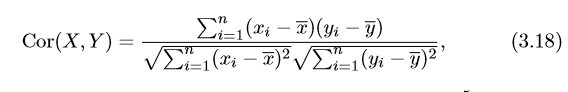 Cor(X, Y) = \frac{\sum_{i=1}^{n}(x_i - \overline{x})(y_i - \overline{y})}{\sqrt{\sum_{i=1}^{n}(x_i - \overline{x})^2}\sqrt{\sum_{i=1}^{n}(y_i - \overline{y})^2}}, (3.18)